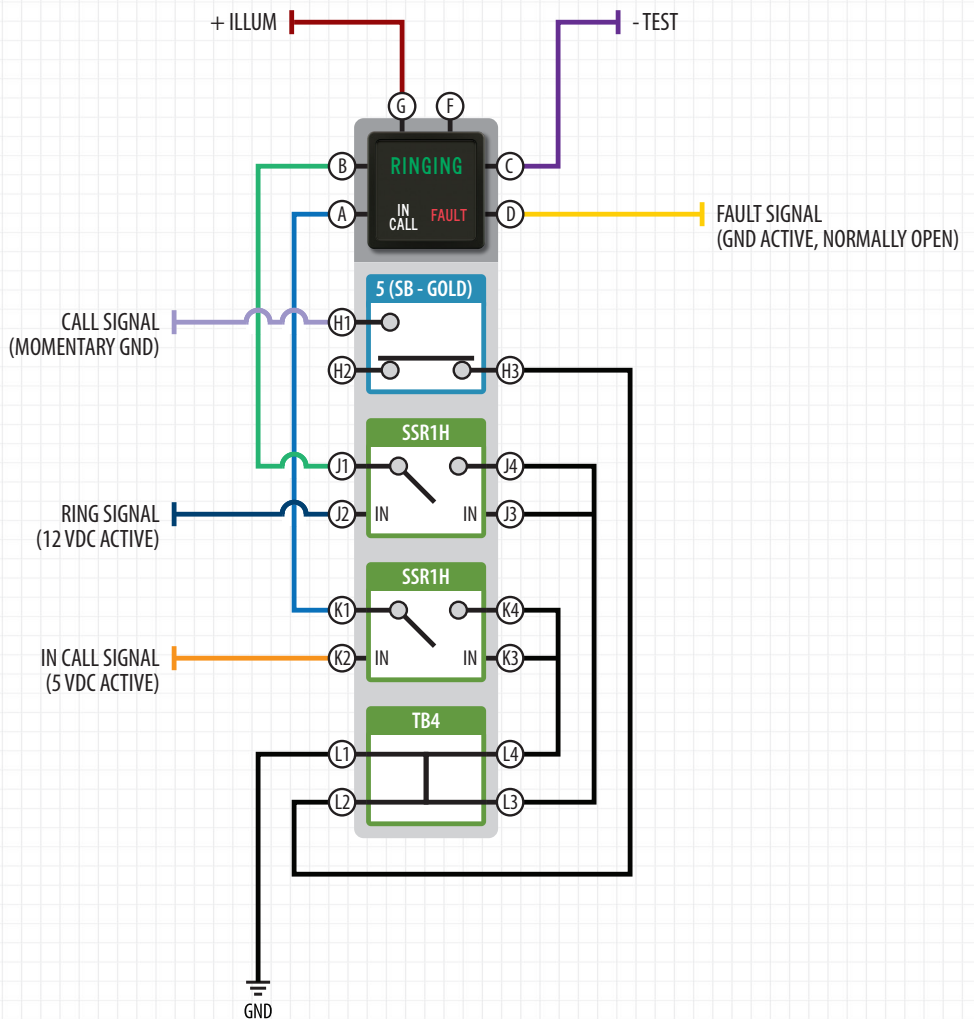 + ILLUM
- TEST
G
F
B
RINGING
C
A
IN
CALL
FAULT
D
FAULT SIGNAL
(GND ACTIVE, NORMALLY OPEN)
5 (SB - GOLD)
CALL SIGNAL
(MOMENTARY GND)
H1
H2
H3
SSR1H
J1
J4
RING SIGNAL
(12 VDC ACTIVE)
J2
IN
IN
J3
SSR1H
K1
K4
IN CALL SIGNAL
(5 VDC ACTIVE)
K2
IN
IN
K3
TB4
L1
L4
L2
L3
GND